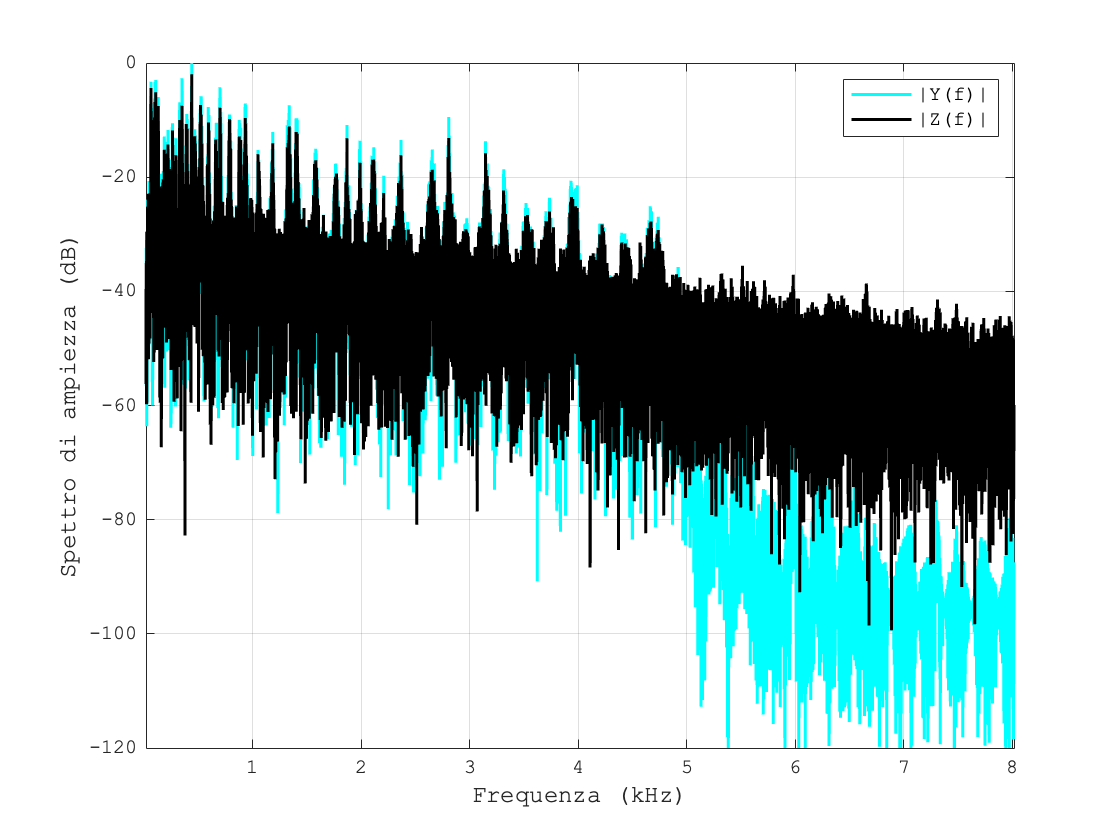 0
-20
-40
-60
-80
-100
-120
Spettro di ampiezza (dB)
1 2 3 4 5 6 7 8
Frequenza (kHz)
|Y(f)|
|Z(f)|